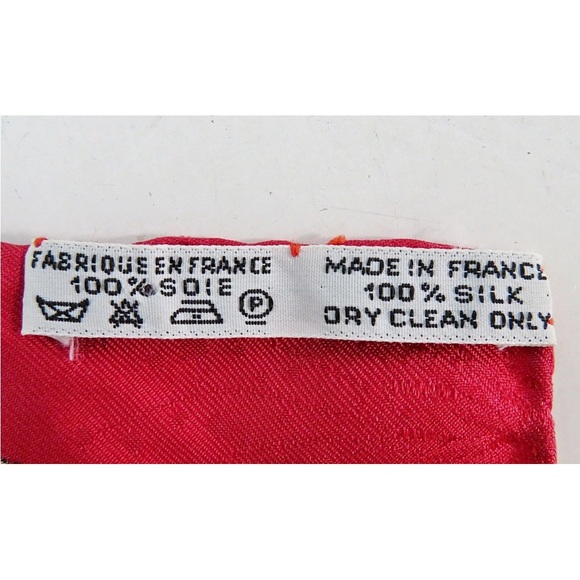 FABRIQUE EN FRANCE
100% SOIE
P
MADE IN FRANCE
100% SILK
DRY CLEAN ONLY